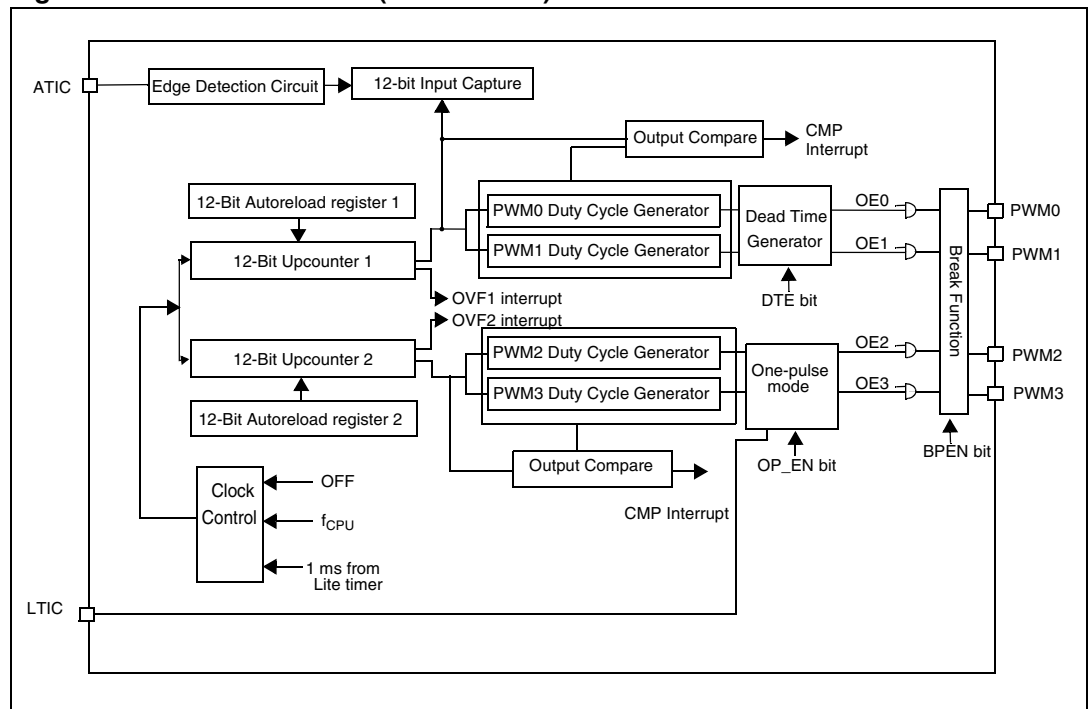 ATIC
Edge Detection Circuit
12-bit Input Capture
Output Compare
CMP
Interrupt
12-Bit Autoreload register 1
PWM0 Duty Cycle Generator
PWM1 Duty Cycle Generator
Dead Time
Generator
OE0
OE1
PWM0
PWM1
12-Bit Upcounter 1
DTE bit
OVF1 interrupt
OVF2 interrupt
Break Function
12-Bit Upcounter 2
PWM2 Duty Cycle Generator
PWM3 Duty Cycle Generator
One-pulse
mode
OE2
OE3
PWM2
PWM3
12-Bit Autoreload register 2
OP_EN bit
BPEN bit
Output Compare
CMP Interrupt
Clock
Control
OFF
fCPU
1 ms from
Lite timer
LTIC